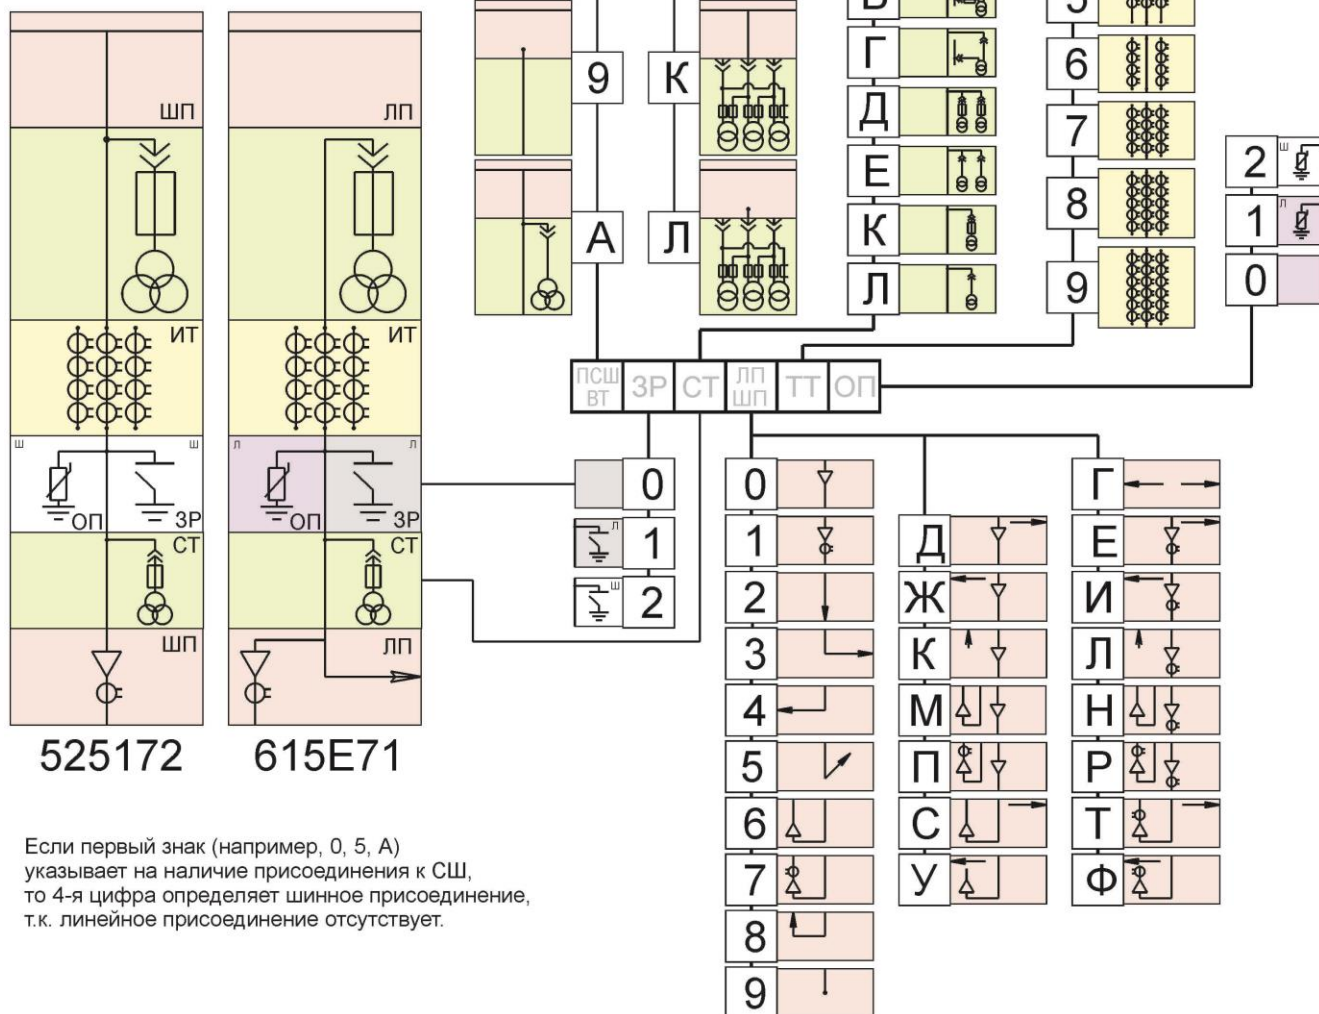 ШП
ИТ
Ш
Ш
ОП
ЗР
СТ
ШП
525172
ЛП
ИТ
Л
Л
ОП
ЗР
СТ
ЛП
615Е71
9
А
К
Л
Г
Д
Е
К
Л
6
7
8
9
2
Ш
1
Л
0
ПСШ
ВТ
ЗР
СТ
ЛП
ШП
ТТ
ОП
0
Л
1
Ш
2
0
1
2
3
4
5
6
7
8
9
Д
Ж
К
М
П
С
У
Г
Е
И
Л
Н
Р
Т
Ф
Если первый знак (например, 0, 5, А)
указывает на наличие присоединения к СШ,
то 4-я цифра определяет шинное присоединение,
т.к. линейное присоединение отсутствует.